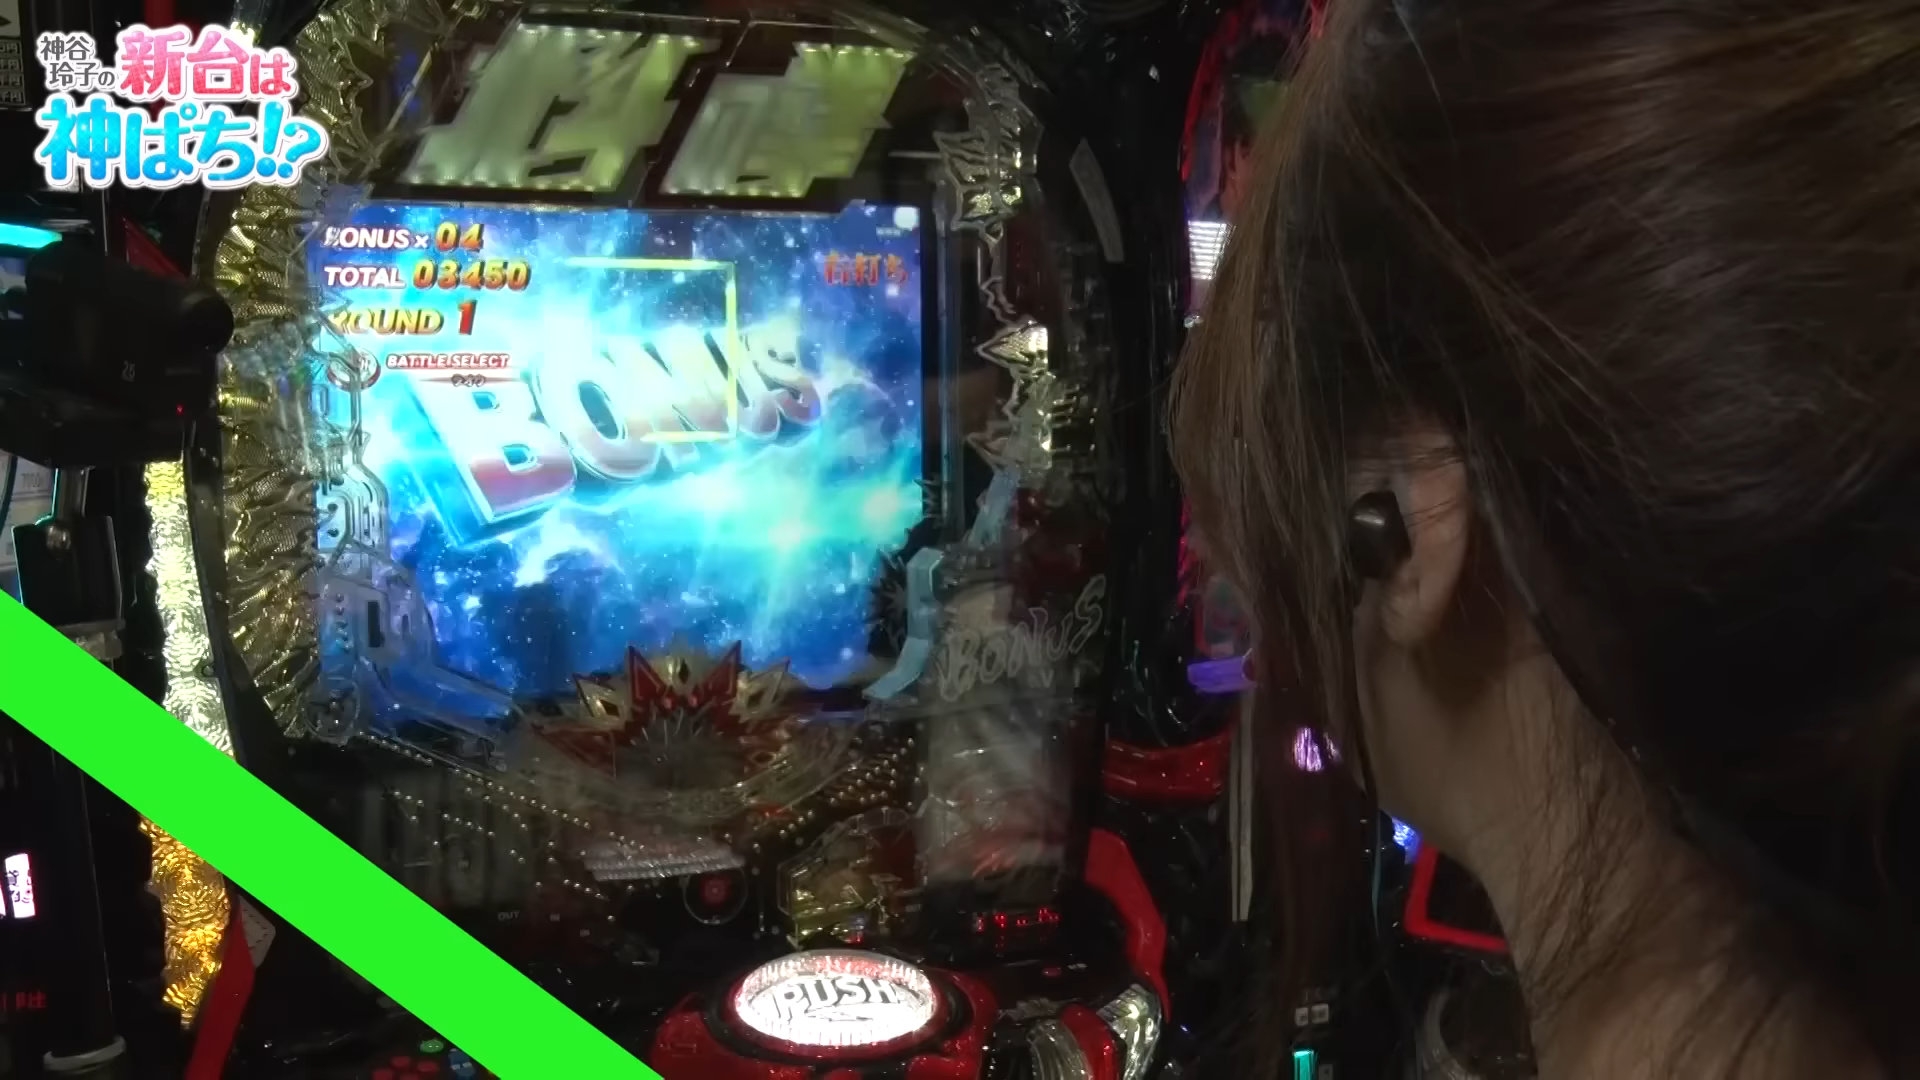 神谷
玲子の
新台は
神ぱち!?
BONUS × 04
TOTAL 03450
ROUND 1
BATTLE SELECT
右打ち
BONUS
BONUS
OUT
PUSH